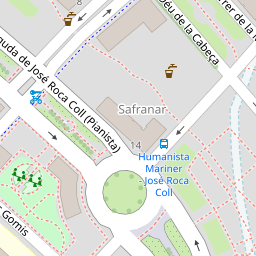 guda de José Roca Coll (Pianista)
eu de la Cabeça
rer de la
Safranar
14
Humanista
Mariner
- José Roca
Coll
Gomis